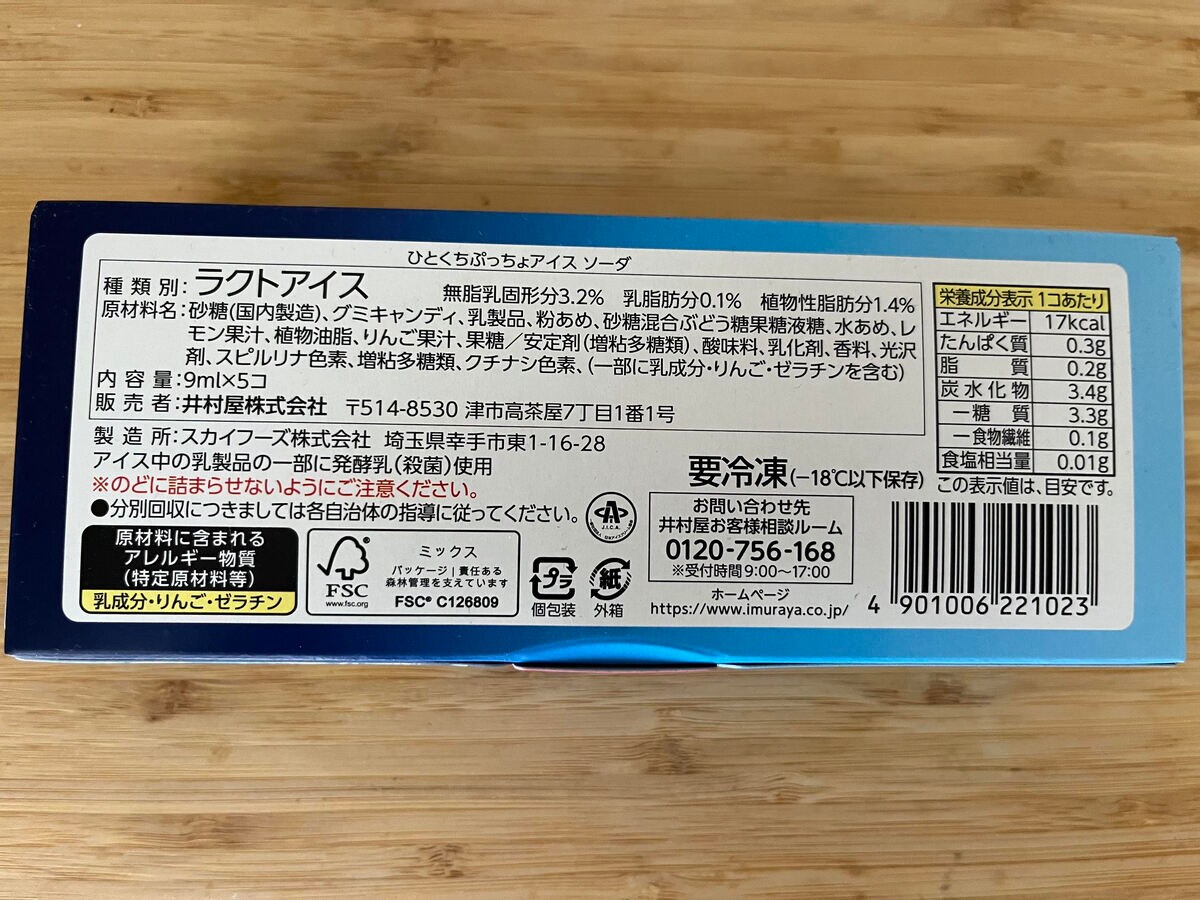 ひとくちぷっちょアイス ソーダ
種類別：ラクトアイス 無脂乳固形分3.2% 乳脂肪分0.1% 植物性脂肪分1.4%
原材料名：砂糖(国内製造)、グミキャンディ、乳製品、粉あめ、砂糖混合ぶどう糖果糖液糖、水あめ、レ
モン果汁、植物油脂、りんご果汁、果糖／安定剤(増粘多糖類)、酸味料、乳化剤、香料、光沢
剤、スピルリナ色素、増粘多糖類、クチナシ色素、(一部に乳成分・りんご・ゼラチンを含む)
内容量：9ml×5コ
販売者：井村屋株式会社 〒514-8530 津市高茶屋7丁目1番1号
製造所：スカイフーズ株式会社 埼玉県幸手市東1-16-28
アイス中の乳製品の一部に発酵乳(殺菌)使用
※のどに詰まらせないようにご注意ください。
●分別回収につきましては各自治体の指導に従ってください。
原材料に含まれる
アレルギー物質
(特定原材料等)
乳成分・りんご・ゼラチン
FSC
www.fsc.org
ミックス
パッケージ|責任ある
森林管理を支えています
FSC® C126809
J.I.C.A.
プラ
個包装
紙
外箱
要冷凍(−18℃以下保存)
お問い合わせ先
井村屋お客様相談ルーム
0120-756-168
※受付時間9:00〜17:00
ホームページ
https://www.imuraya.co.jp/
栄養成分表示 1コあたり
エネルギー 17kcal
たんぱく質 0.3g
脂質 0.2g
炭水化物 3.4g
−糖質 3.3g
−食物繊維 0.1g
食塩相当量 0.01g
この表示値は、目安です。
4 901006 221023